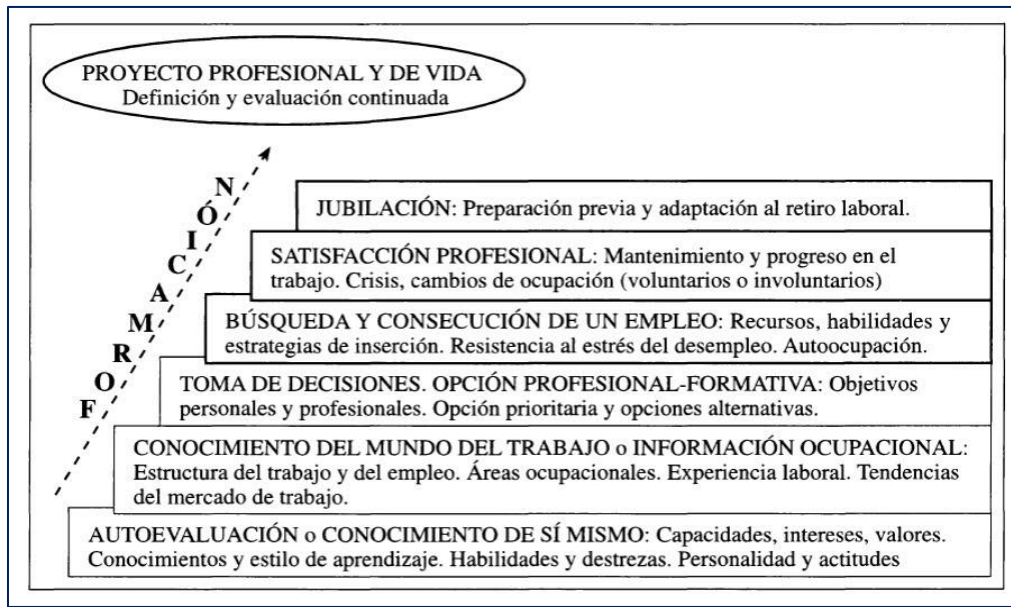 PROYECTO PROFESIONAL Y DE VIDA
Definición y evaluación continuada
FORMACIÓN
JUBILACIÓN: Preparación previa y adaptación al retiro laboral.
SATISFACCIÓN PROFESIONAL: Mantenimiento y progreso en el
trabajo. Crisis, cambios de ocupación (voluntarios o involuntarios)
BÚSQUEDA Y CONSECUCIÓN DE UN EMPLEO: Recursos, habilidades y
estrategias de inserción. Resistencia al estrés del desempleo. Autoocupación.
TOMA DE DECISIONES. OPCIÓN PROFESIONAL-FORMATIVA: Objetivos
personales y profesionales. Opción prioritaria y opciones alternativas.
CONOCIMIENTO DEL MUNDO DEL TRABAJO o INFORMACIÓN OCUPACIONAL:
Estructura del trabajo y del empleo. Áreas ocupacionales. Experiencia laboral. Tendencias
del mercado de trabajo.
AUTOEVALUACIÓN o CONOCIMIENTO DE SÍ MISMO: Capacidades, intereses, valores.
Conocimientos y estilo de aprendizaje. Habilidades y destrezas. Personalidad y actitudes